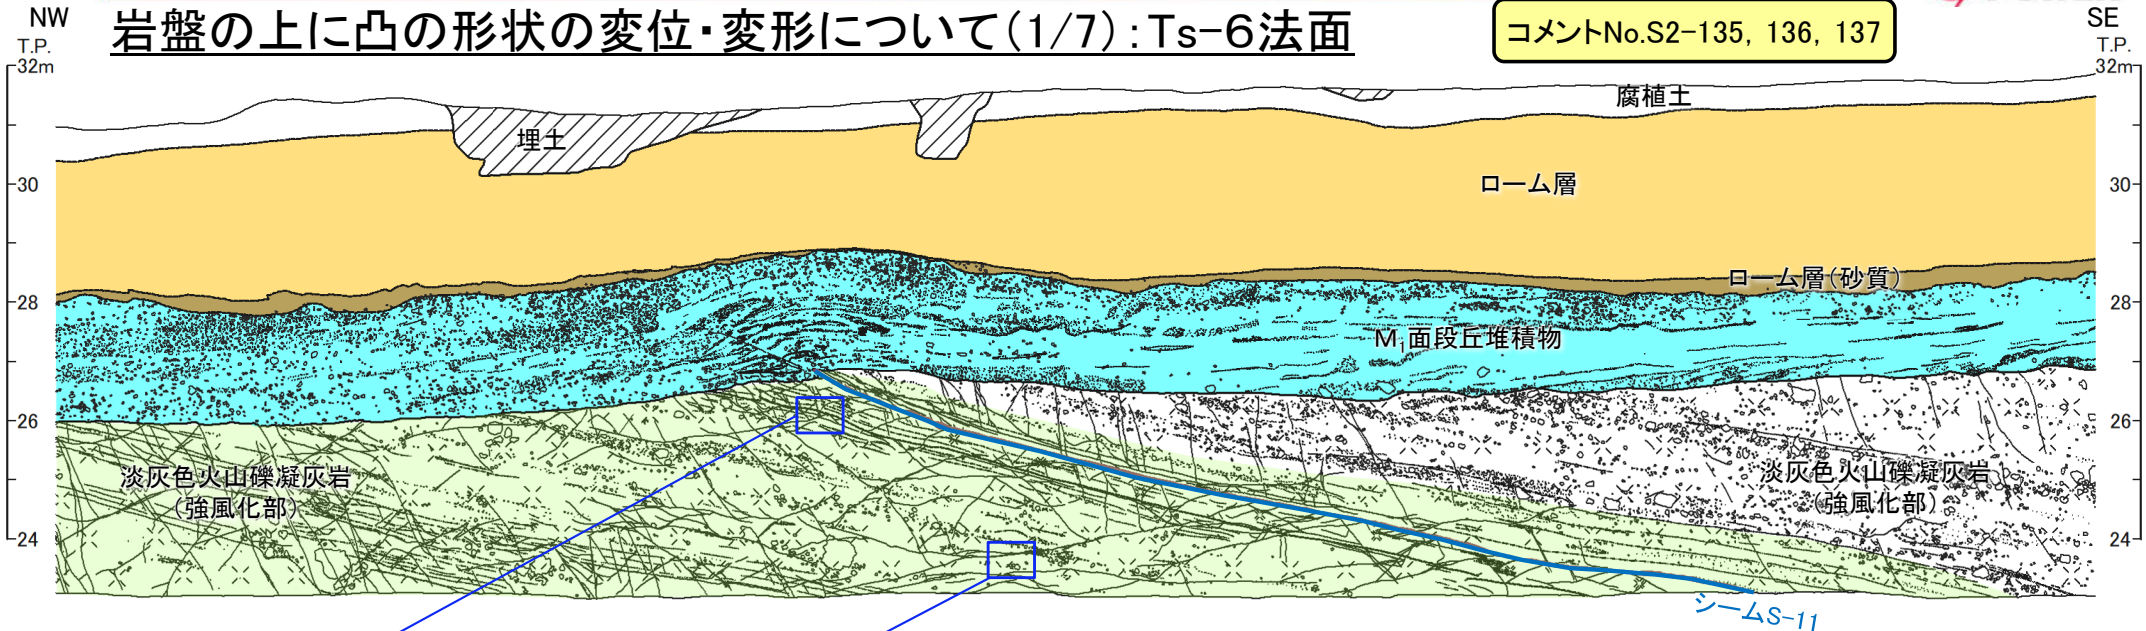 NW
岩盤の上に凸の形状の変位・変形について(1/7):Ts-6法面
コメントNo.S2-135, 136, 137
SE
T.P.
T.P.
32m
32m
腐植土
埋土
30
ローム層
30
ローム層(砂質)
28
28
M1面段丘堆積物
26
26
淡灰色火山礫凝灰岩
(強風化部)
淡灰色火山礫凝灰岩
(強風化部)
24
24
シームS-11